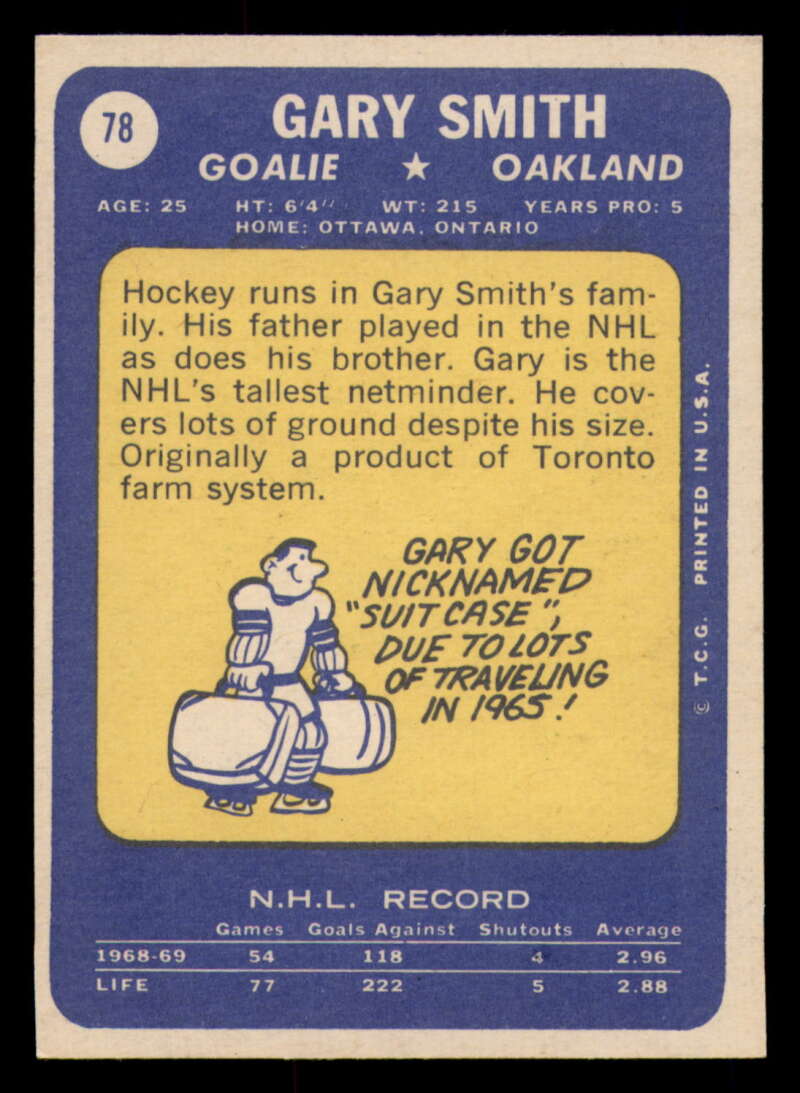 78
GARY SMITH
GOALIE ★ OAKLAND
AGE: 25 HT: 6'4" WT: 215 YEARS PRO: 5
HOME: OTTAWA, ONTARIO
Hockey runs in Gary Smith's fam-
ily. His father played in the NHL
as does his brother. Gary is the
NHL's tallest netminder. He cov-
ers lots of ground despite his size.
Originally a product of Toronto
farm system.
GARY GOT
NICKNAMED
"SUITCASE",
DUE TO LOTS
OF TRAVELING
IN 1965!
© T.C.G. PRINTED IN U.S.A.
N.H.L. RECORD
Games Goals Against Shutouts Average
1968-69 54 118 4 2.96
LIFE 77 222 5 2.88